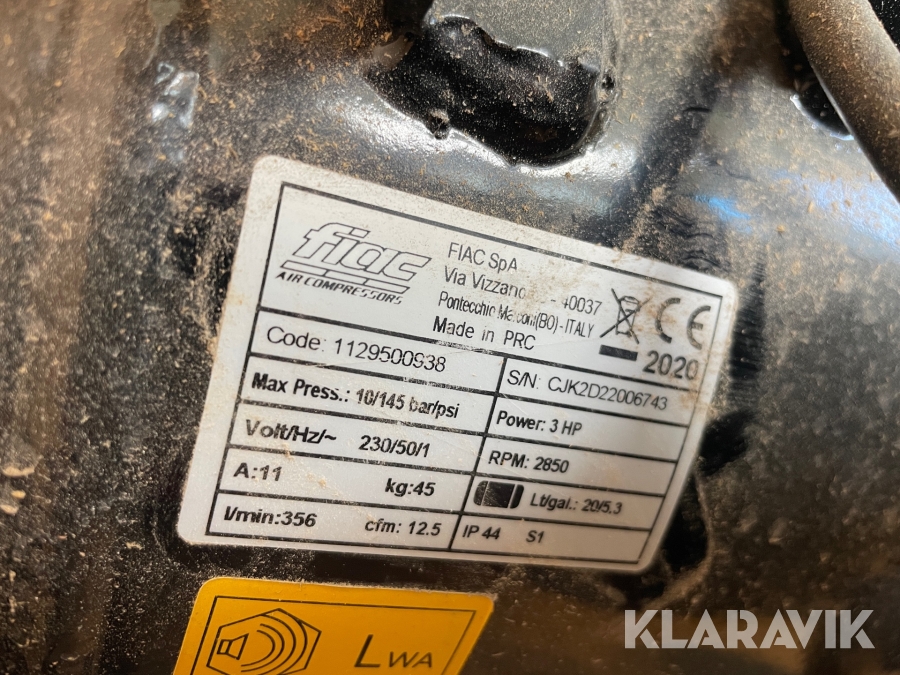 fiac
AIR COMPRESSORS
FIAC SpA
Via Vizzano - 40037
Pontecchio Marconi(BO)-ITALY
Made in PRC
CE
2020
Code: 1129500938
S/N: CJK2D22006743
Max Press.: 10/145 bar/psi
Power: 3 HP
Volt/Hz/~ 230/50/1
RPM: 2850
A:11 kg:45
Lt/gal.: 20/5.3
l/min:356 cfm: 12.5
IP 44 S1
LWA
KLARAVIK